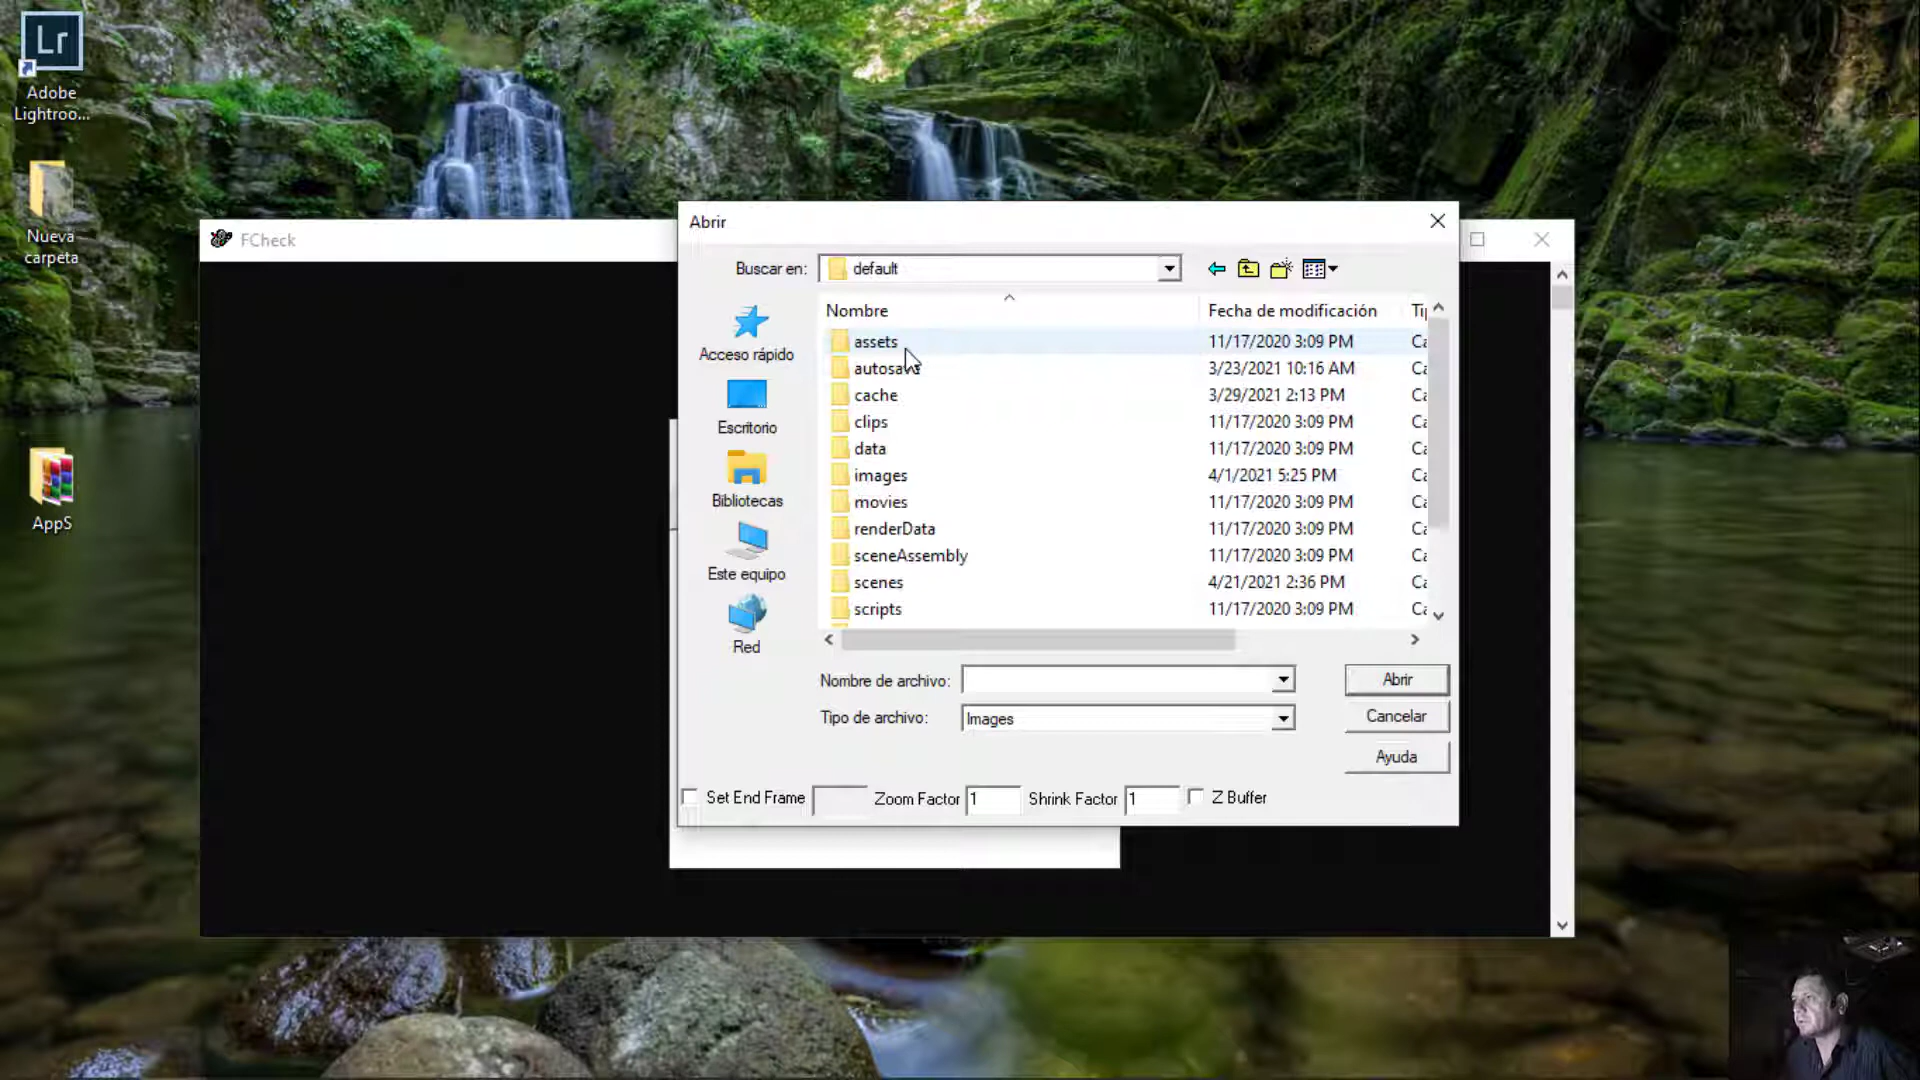 Lr
Adobe
Lightroo...
Nueva
carpeta
AppS
FCheck
Abrir
Buscar en:
default
Acceso rápido
Escritorio
Bibliotecas
Este equipo
Red
Nombre
Fecha de modificación
assets
11/17/2020 3:09 PM
autosave
3/23/2021 10:16 AM
cache
3/29/2021 2:13 PM
clips
11/17/2020 3:09 PM
data
11/17/2020 3:09 PM
images
4/1/2021 5:25 PM
movies
11/17/2020 3:09 PM
renderData
11/17/2020 3:09 PM
sceneAssembly
11/17/2020 3:09 PM
scenes
4/21/2021 2:36 PM
scripts
11/17/2020 3:09 PM
Nombre de archivo:
Abrir
Tipo de archivo:
Images
Cancelar
Ayuda
Set End Frame
Zoom Factor 1
Shrink Factor 1
Z Buffer